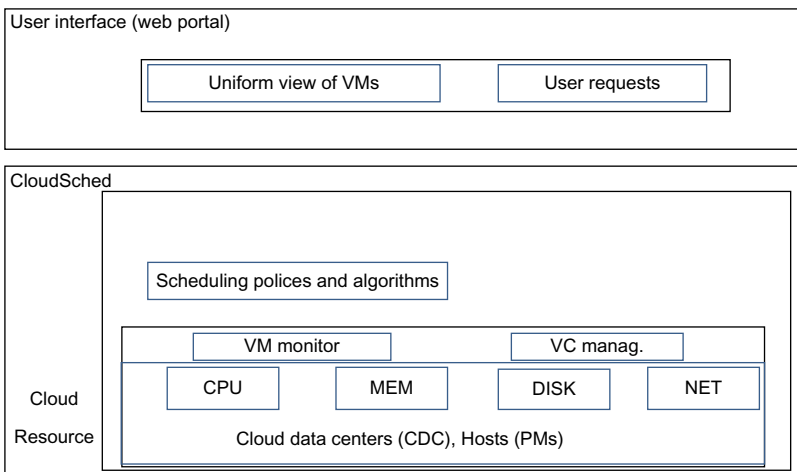 User interface (web portal)
Uniform view of VMs
User requests
CloudSched
Scheduling polices and algorithms
VM monitor
VC manag.
CPU
MEM
DISK
NET
Cloud
Resource
Cloud data centers (CDC), Hosts (PMs)